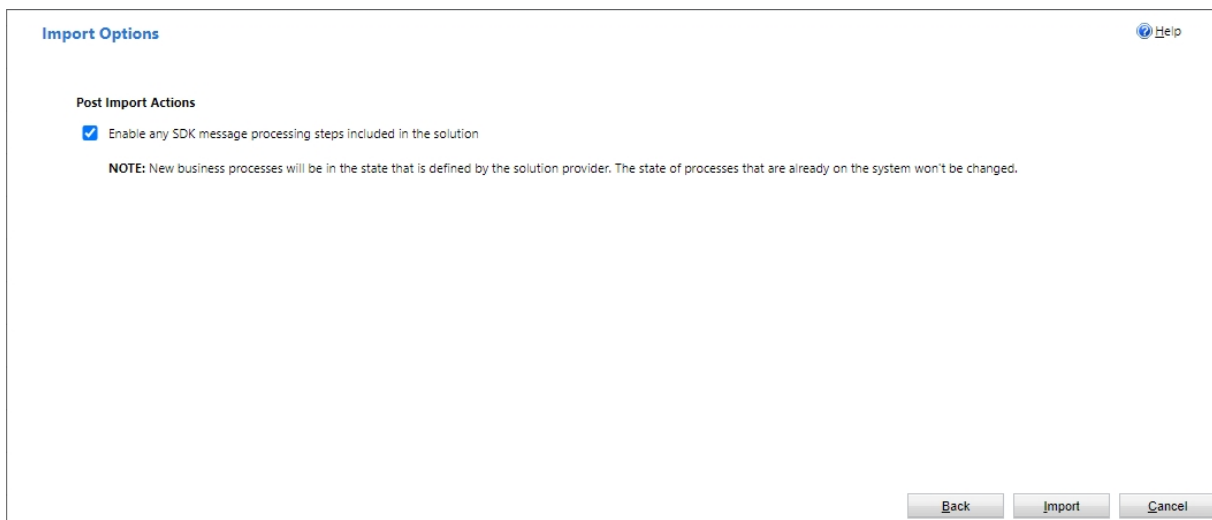 Import Options
Help
Post Import Actions
Enable any SDK message processing steps included in the solution
NOTE: New business processes will be in the state that is defined by the solution provider. The state of processes that are already on the system won't be changed.
Back Import Cancel